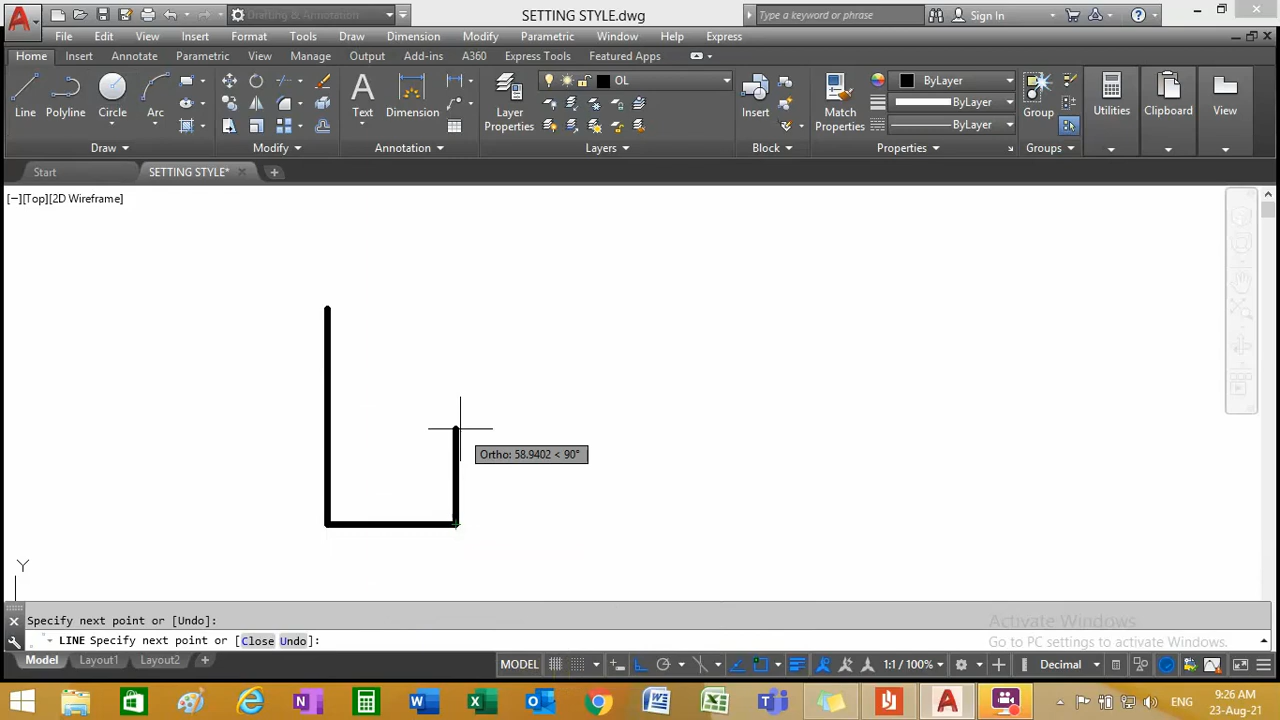 Drafting & Annotation
SETTING STYLE.dwg
Type a keyword or phrase
Sign In
File Edit View Insert Format Tools Draw Dimension Modify Parametric Window Help Express
Home Insert Annotate Parametric View Manage Output Add-ins A360 Express Tools Featured Apps
Line Polyline Circle Arc
Text Dimension
Layer Properties
OL
Insert
Match Properties
ByLayer
ByLayer
ByLayer
Group
Utilities Clipboard View
Draw Modify Annotation Layers Block Properties Groups
Start SETTING STYLE*
[−][Top][2D Wireframe]
Ortho: 58.9402 < 90°
Y
Specify next point or [Undo]:
LINE Specify next point or [Close Undo]:
Activate Windows
Go to PC settings to activate Windows.
Model Layout1 Layout2
MODEL 1:1 / 100% Decimal
ENG
9:26 AM
23-Aug-21